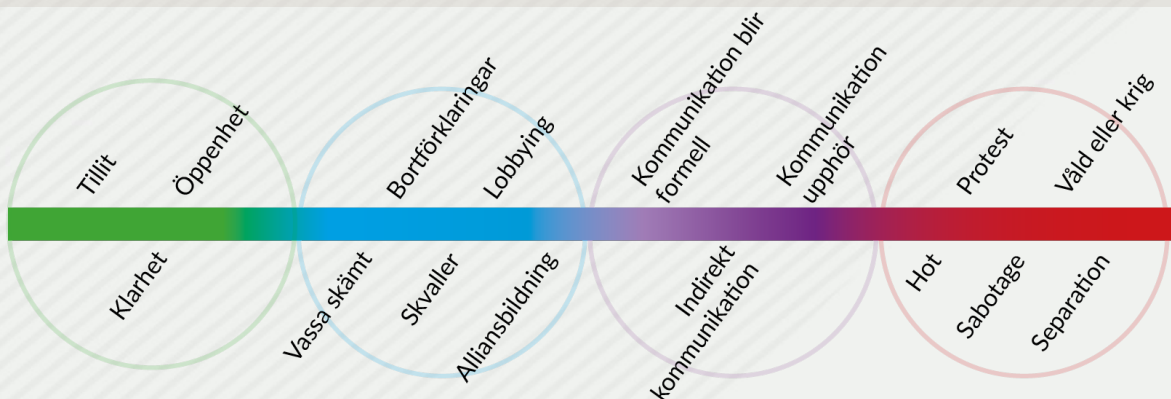 Tillit
Öppenhet
Klarhet
Bortförklaringar
Lobbying
Vassa skämt
Skvaller
Alliansbildning
Kommunikation blir
formell
Kommunikation
upphör
Indirekt
kommunikation
Protest
Våld eller krig
Hot
Sabotage
Separation